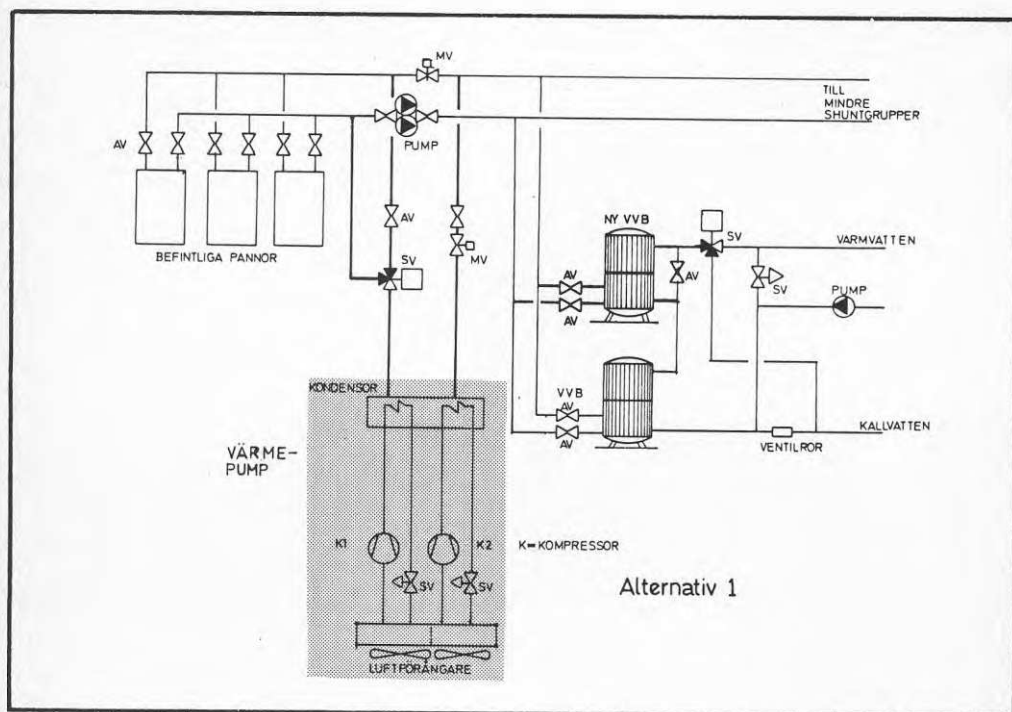 MV
TILL
MINDRE
SHUNTGRUPPER
AV
PUMP
AV
NY VVB
SV
VARMVATTEN
BEFINTLIGA PANNOR
SV
MV
AV
AV
SV
PUMP
AV
KONDENSOR
VVB
AV
KALLVATTEN
AV
VENTILRÖR
VÄRME-
PUMP
K1
K2
K=KOMPRESSOR
SV
SV
Alternativ 1
LUFTFÖRÅNGARE